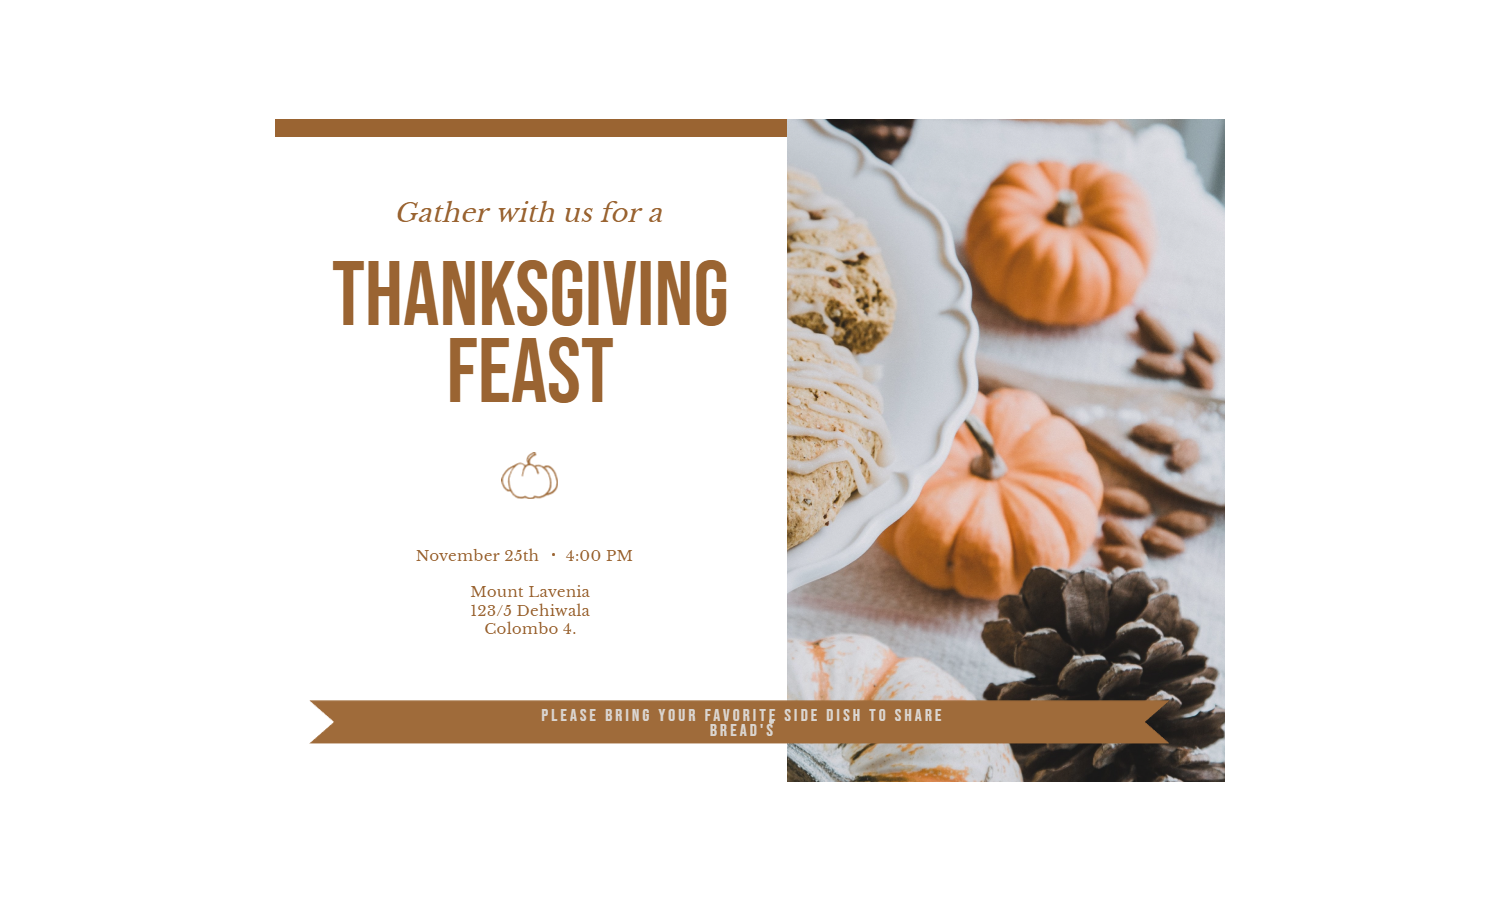 Gather with us for a
THANKSGIVING
FEAST
November 25th • 4:00 PM
Mount Lavenia
123/5 Dehiwala
Colombo 4.
PLEASE BRING YOUR FAVORITE SIDE DISH TO SHARE
BREAD'S